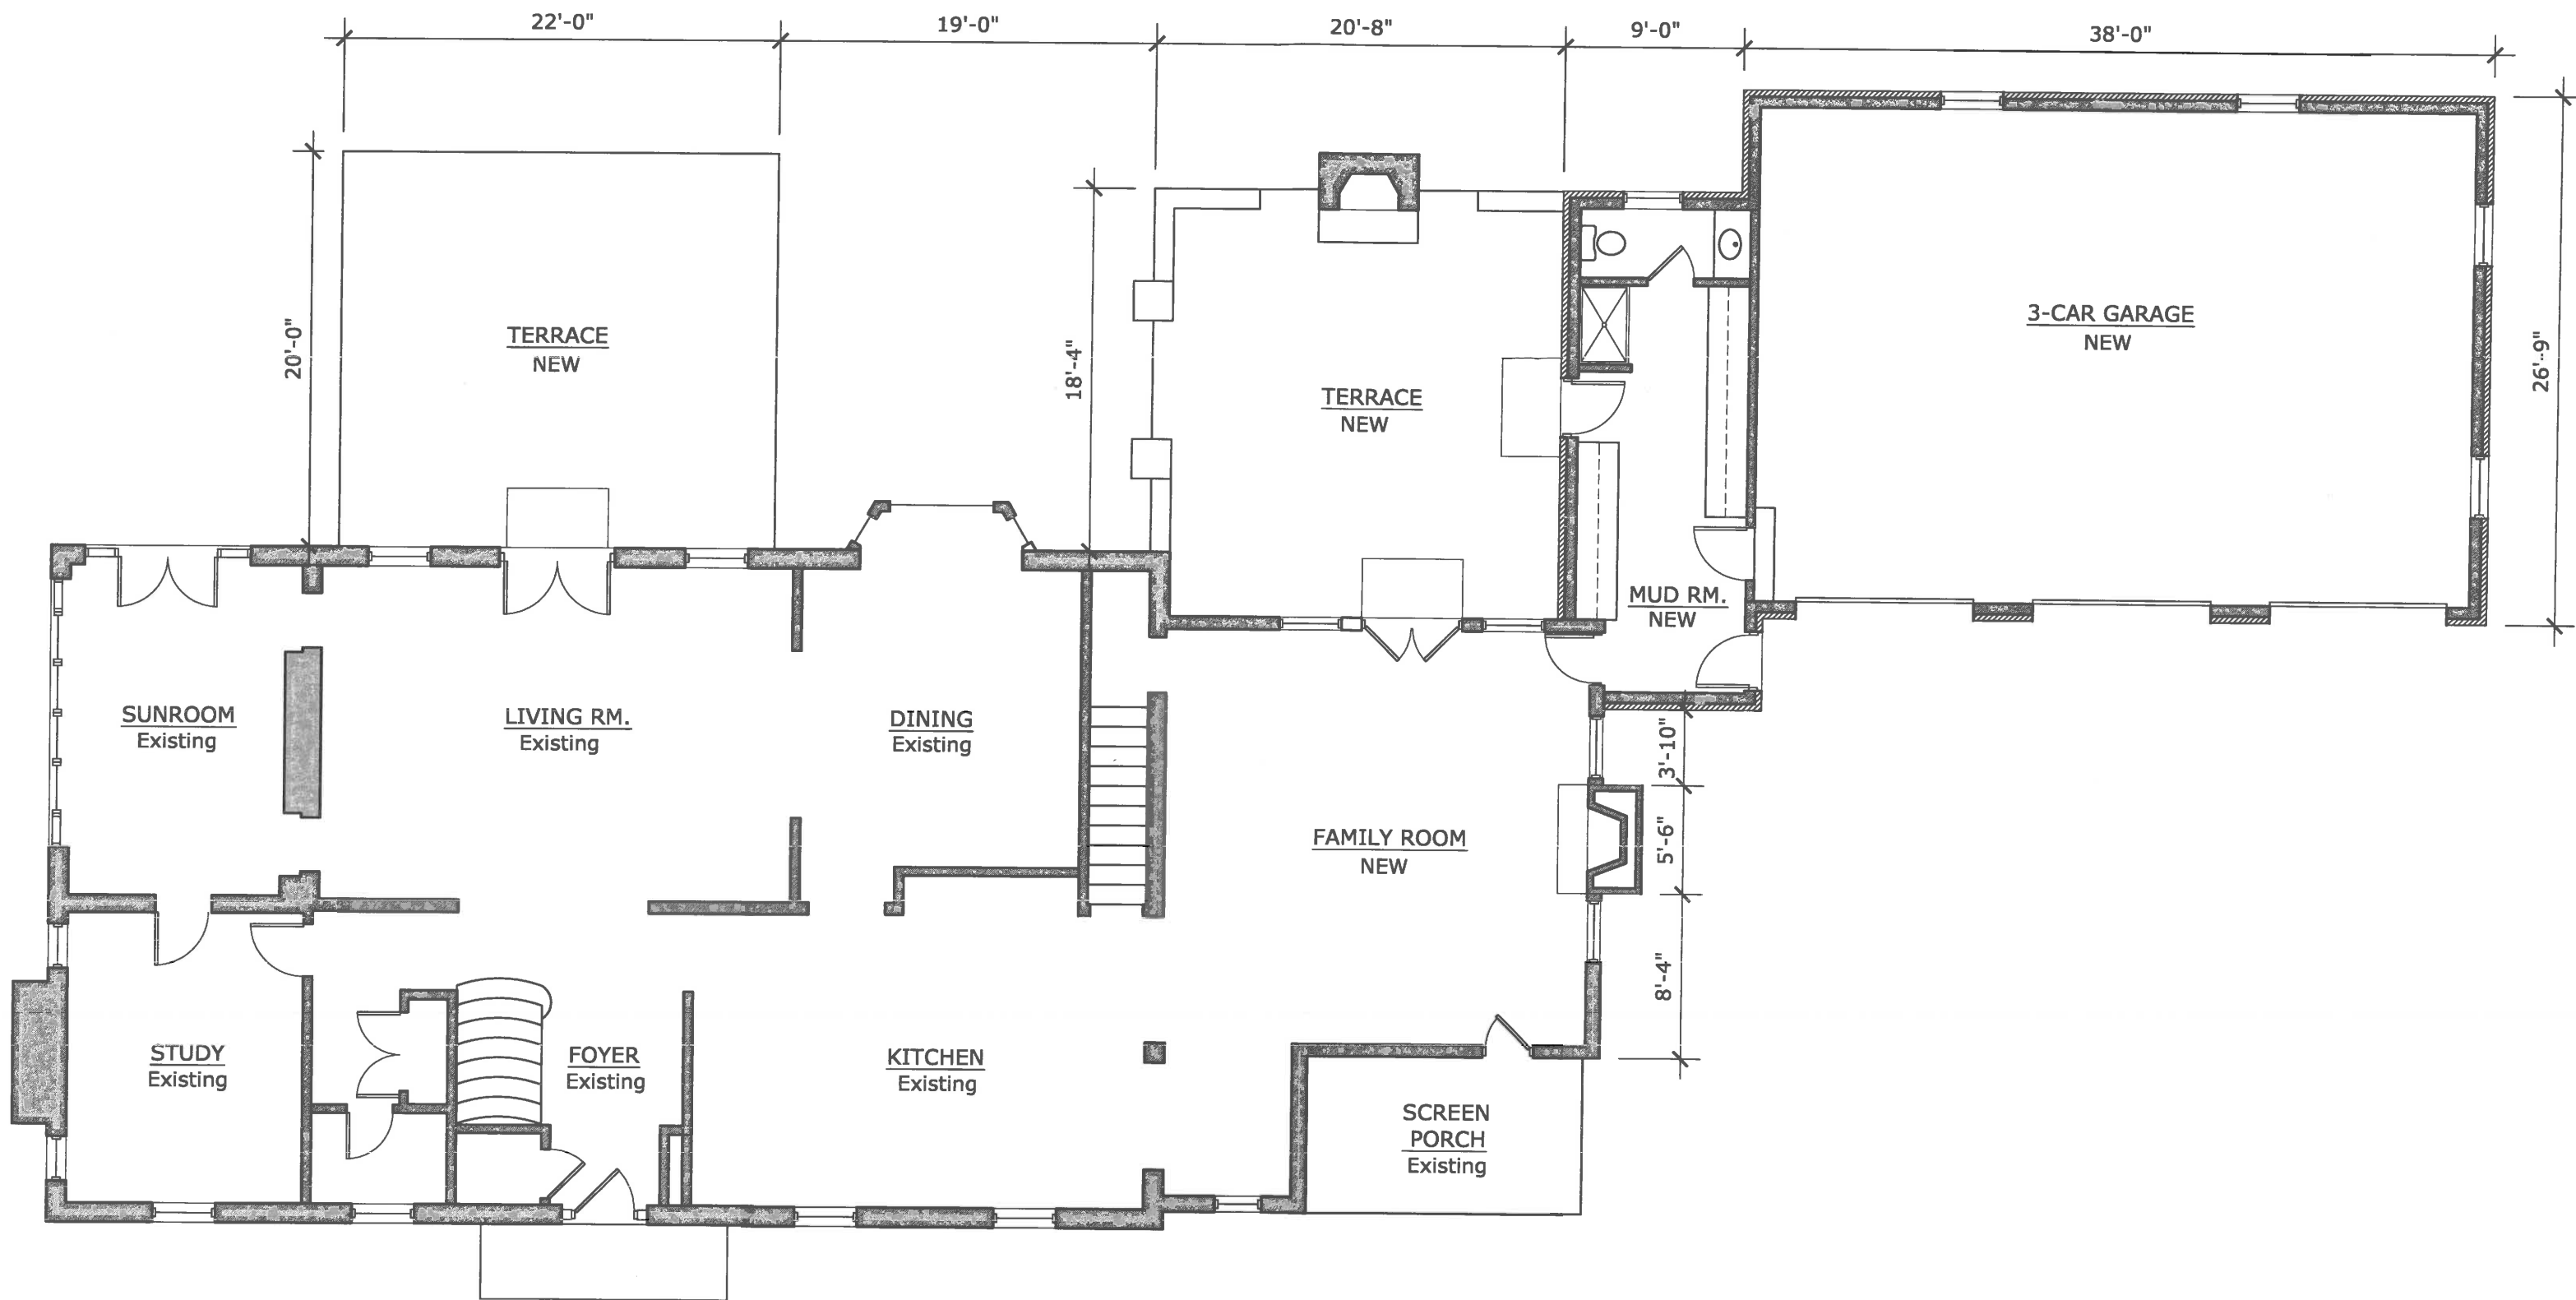 22'-0"
19'-0"
20'-8"
9'-0"
38'-0"
20'-0"
18'-4"
26'-9"
TERRACE
NEW
TERRACE
NEW
3-CAR GARAGE
NEW
MUD RM.
NEW
SUNROOM
Existing
LIVING RM.
Existing
DINING
Existing
FAMILY ROOM
NEW
3'-10"
5'-6"
8'-4"
STUDY
Existing
FOYER
Existing
KITCHEN
Existing
SCREEN
PORCH
Existing